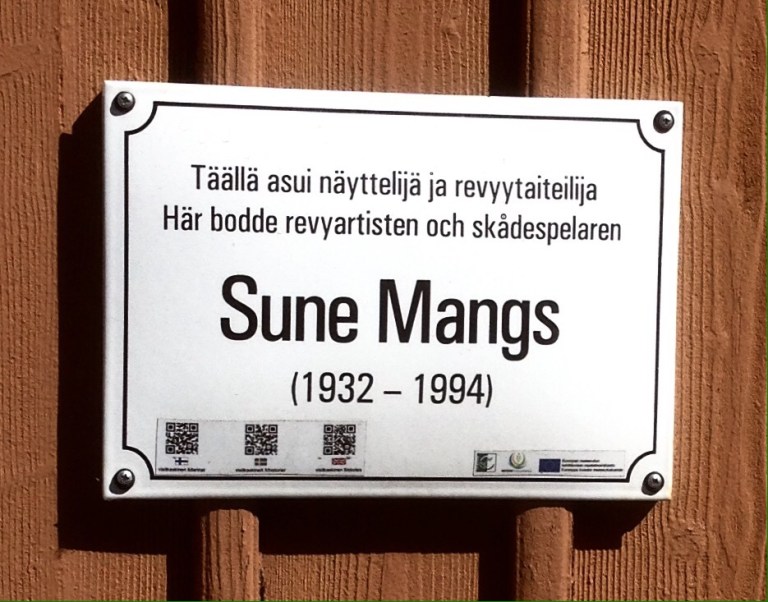 Täällä asui näyttelijä ja revyytaiteilija
Här bodde revyartisten och skådespelaren
Sune Mangs
(1932 – 1994)